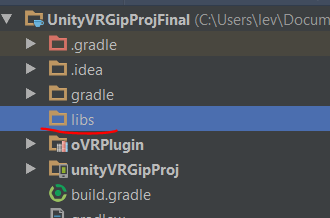 UnityVRGipProjFinal (C:\Users\lev\Docum
.gradle
.idea
gradle
libs
oVRPlugin
unityVRGipProj
build.gradle